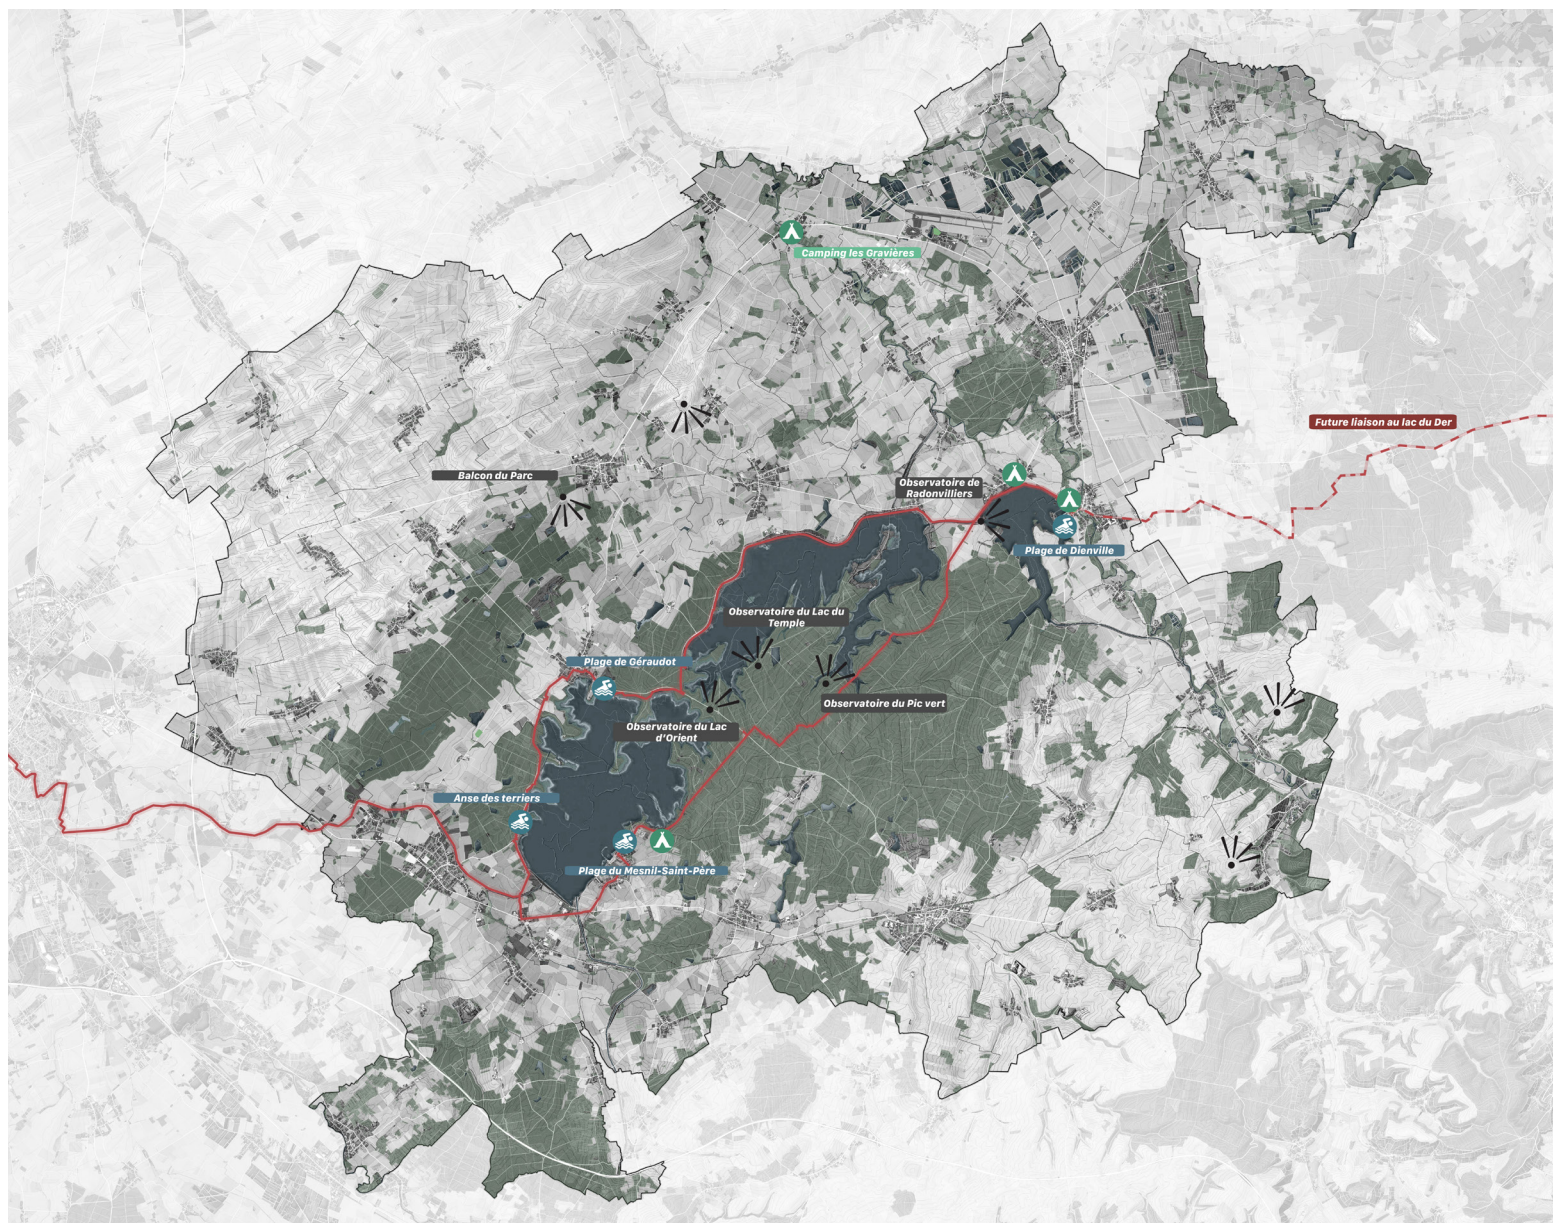 Camping les Gravières
Future liaison au lac du Der
Balcon du Parc
Observatoire de
Radonvilliers
Plage de Dienville
Observatoire du Lac du
Temple
Plage de Géraudot
Observatoire du Pic vert
Observatoire du Lac
d'Orient
Anse des terriers
Plage du Mesnil-Saint-Père